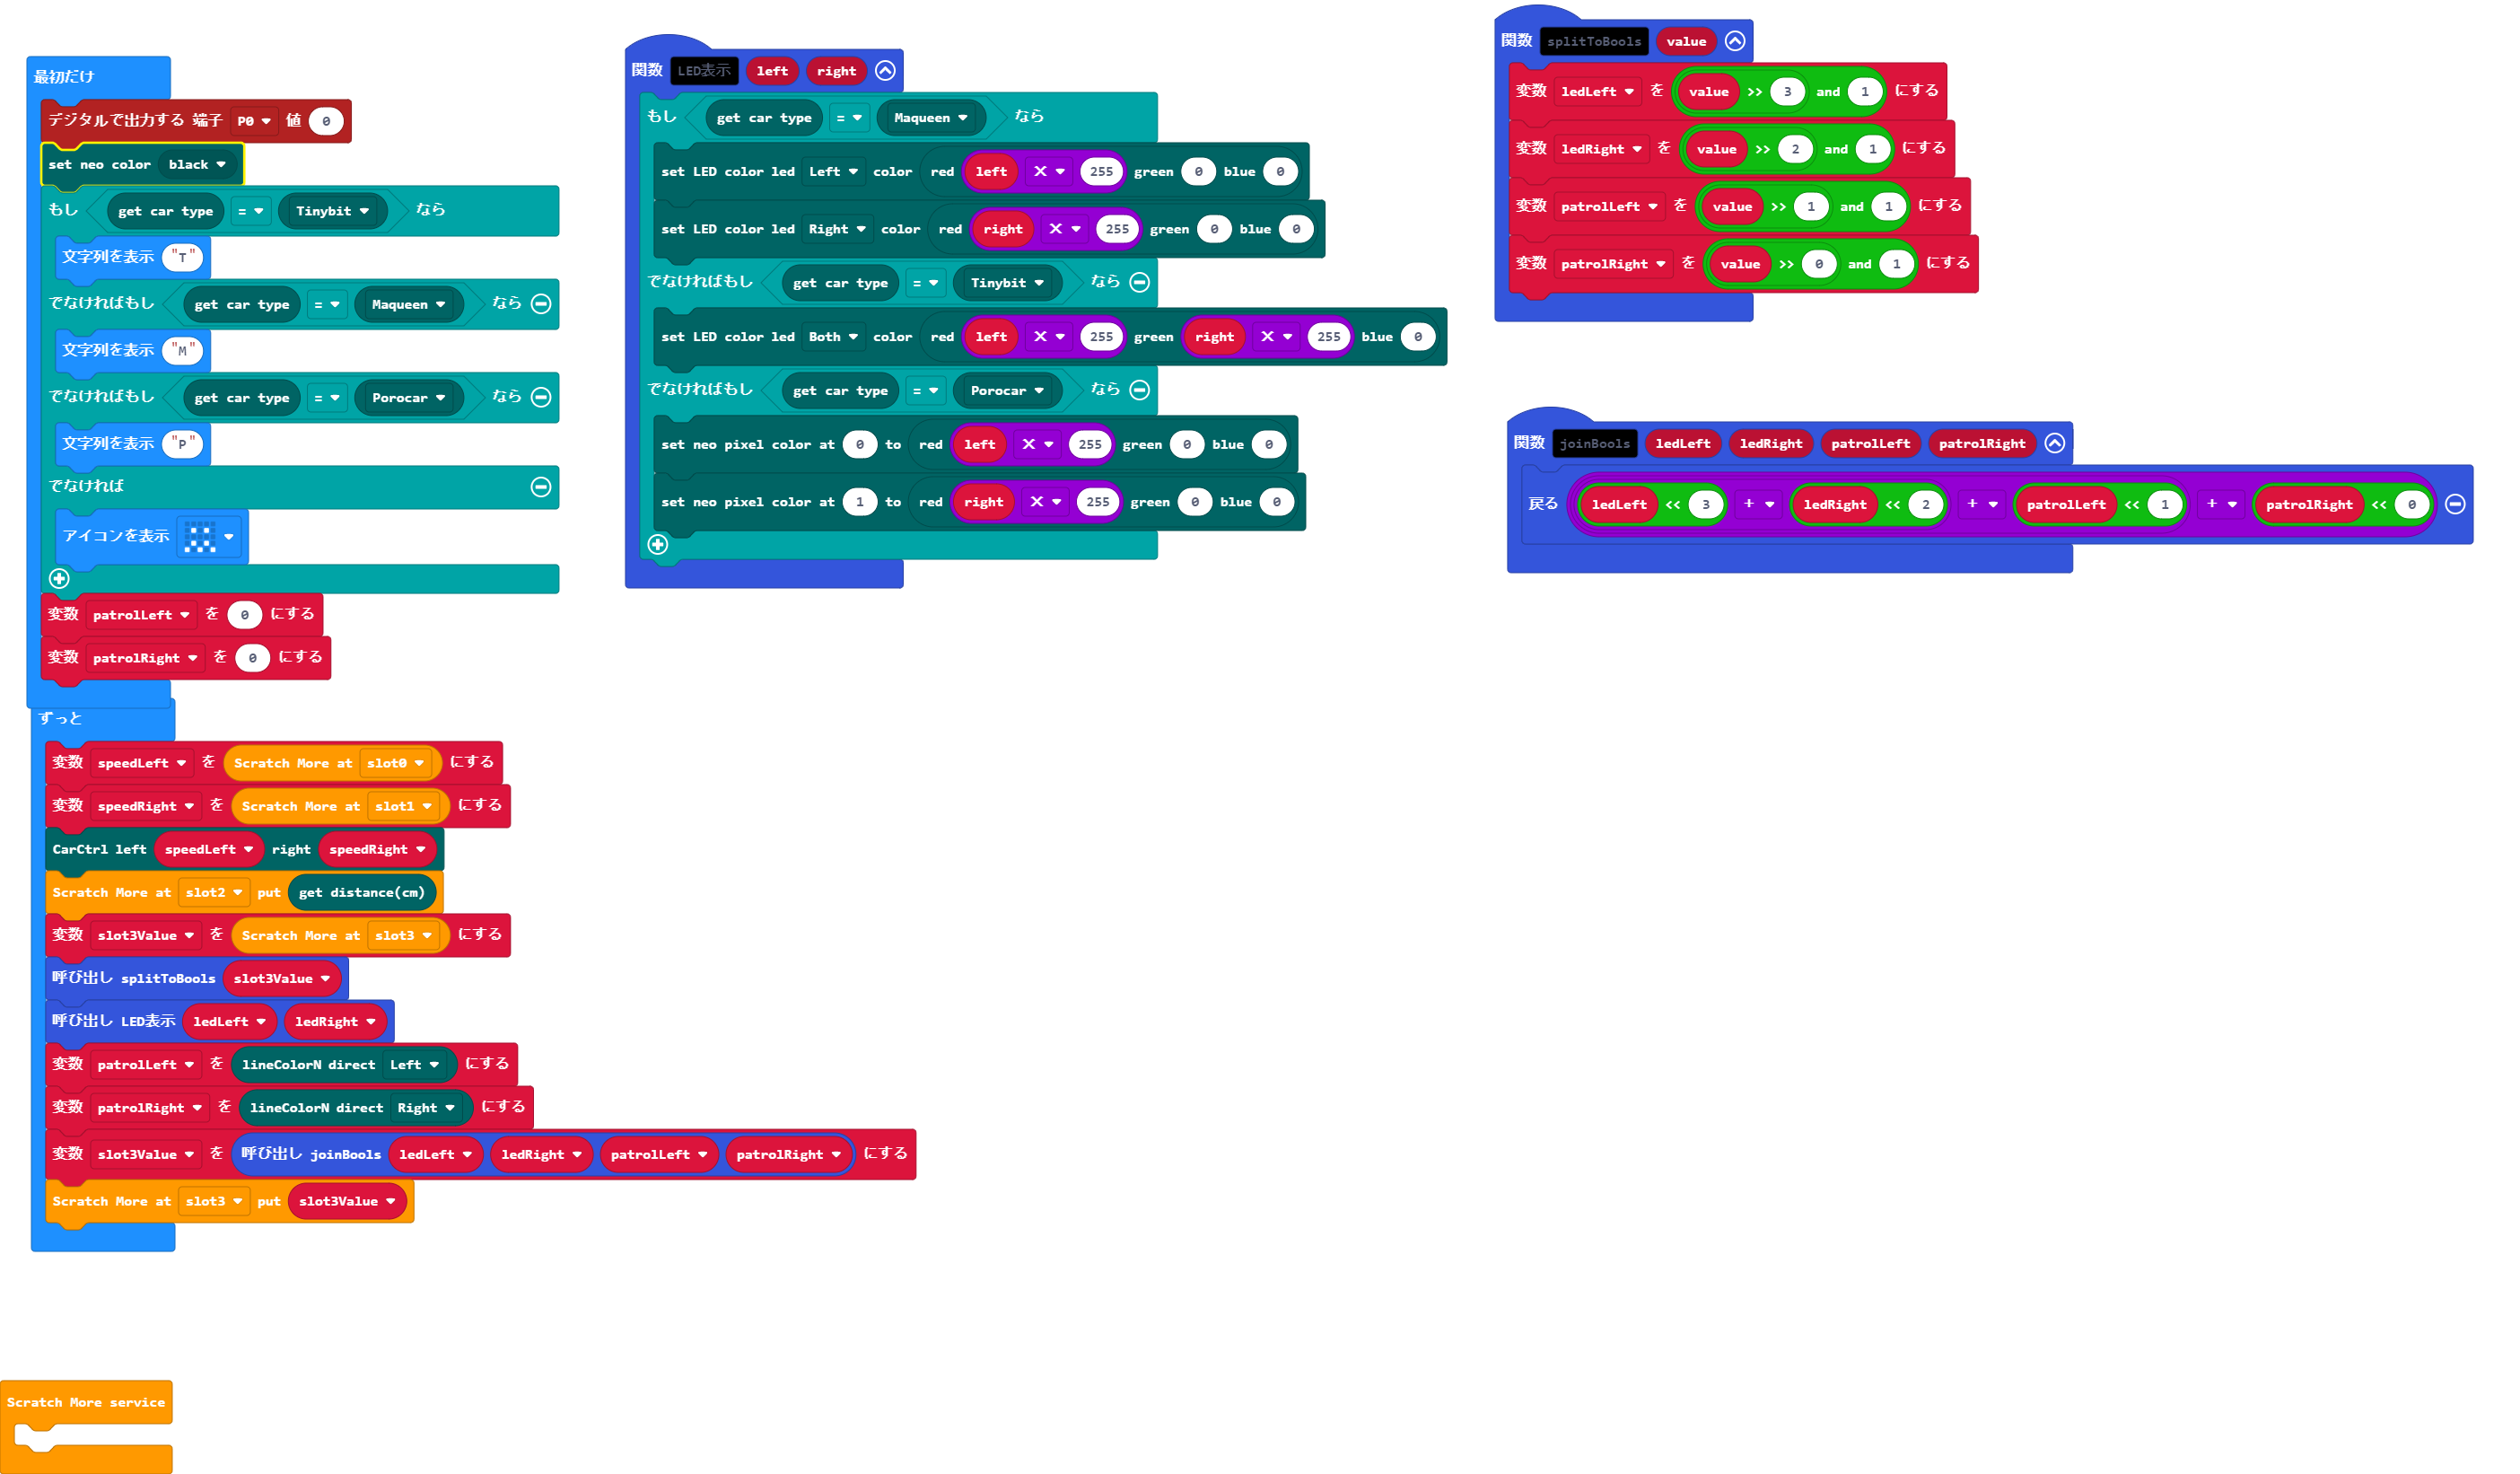 最初だけ
デジタルで出力する 端子 P0 値 0
set neo color black
もし get car type = Tinybit なら
文字列を表示 "T"
でなければもし get car type = Maqueen なら
文字列を表示 "M"
でなければもし get car type = Porocar なら
文字列を表示 "P"
でなければ
アイコンを表示
変数 patrolLeft を 0 にする
変数 patrolRight を 0 にする
ずっと
変数 speedLeft を Scratch More at slot0 にする
変数 speedRight を Scratch More at slot1 にする
CarCtrl left speedLeft right speedRight
Scratch More at slot2 put get distance(cm)
変数 slot3Value を Scratch More at slot3 にする
呼び出し splitToBools slot3Value
呼び出し LED表示 ledLeft ledRight
変数 patrolLeft を lineColorN direct Left にする
変数 patrolRight を lineColorN direct Right にする
変数 slot3Value を 呼び出し joinBools ledLeft ledRight patrolLeft patrolRight にする
Scratch More at slot3 put slot3Value
Scratch More service
関数 LED表示 left right
もし get car type = Maqueen なら
set LED color led Left color red left × 255 green 0 blue 0
set LED color led Right color red right × 255 green 0 blue 0
でなければもし get car type = Tinybit なら
set LED color led Both color red left × 255 green right × 255 blue 0
でなければもし get car type = Porocar なら
set neo pixel color at 0 to red left × 255 green 0 blue 0
set neo pixel color at 1 to red right × 255 green 0 blue 0
関数 splitToBools value
変数 ledLeft を value >> 3 and 1 にする
変数 ledRight を value >> 2 and 1 にする
変数 patrolLeft を value >> 1 and 1 にする
変数 patrolRight を value >> 0 and 1 にする
関数 joinBools ledLeft ledRight patrolLeft patrolRight
戻る ledLeft << 3 + ledRight << 2 + patrolLeft << 1 + patrolRight << 0